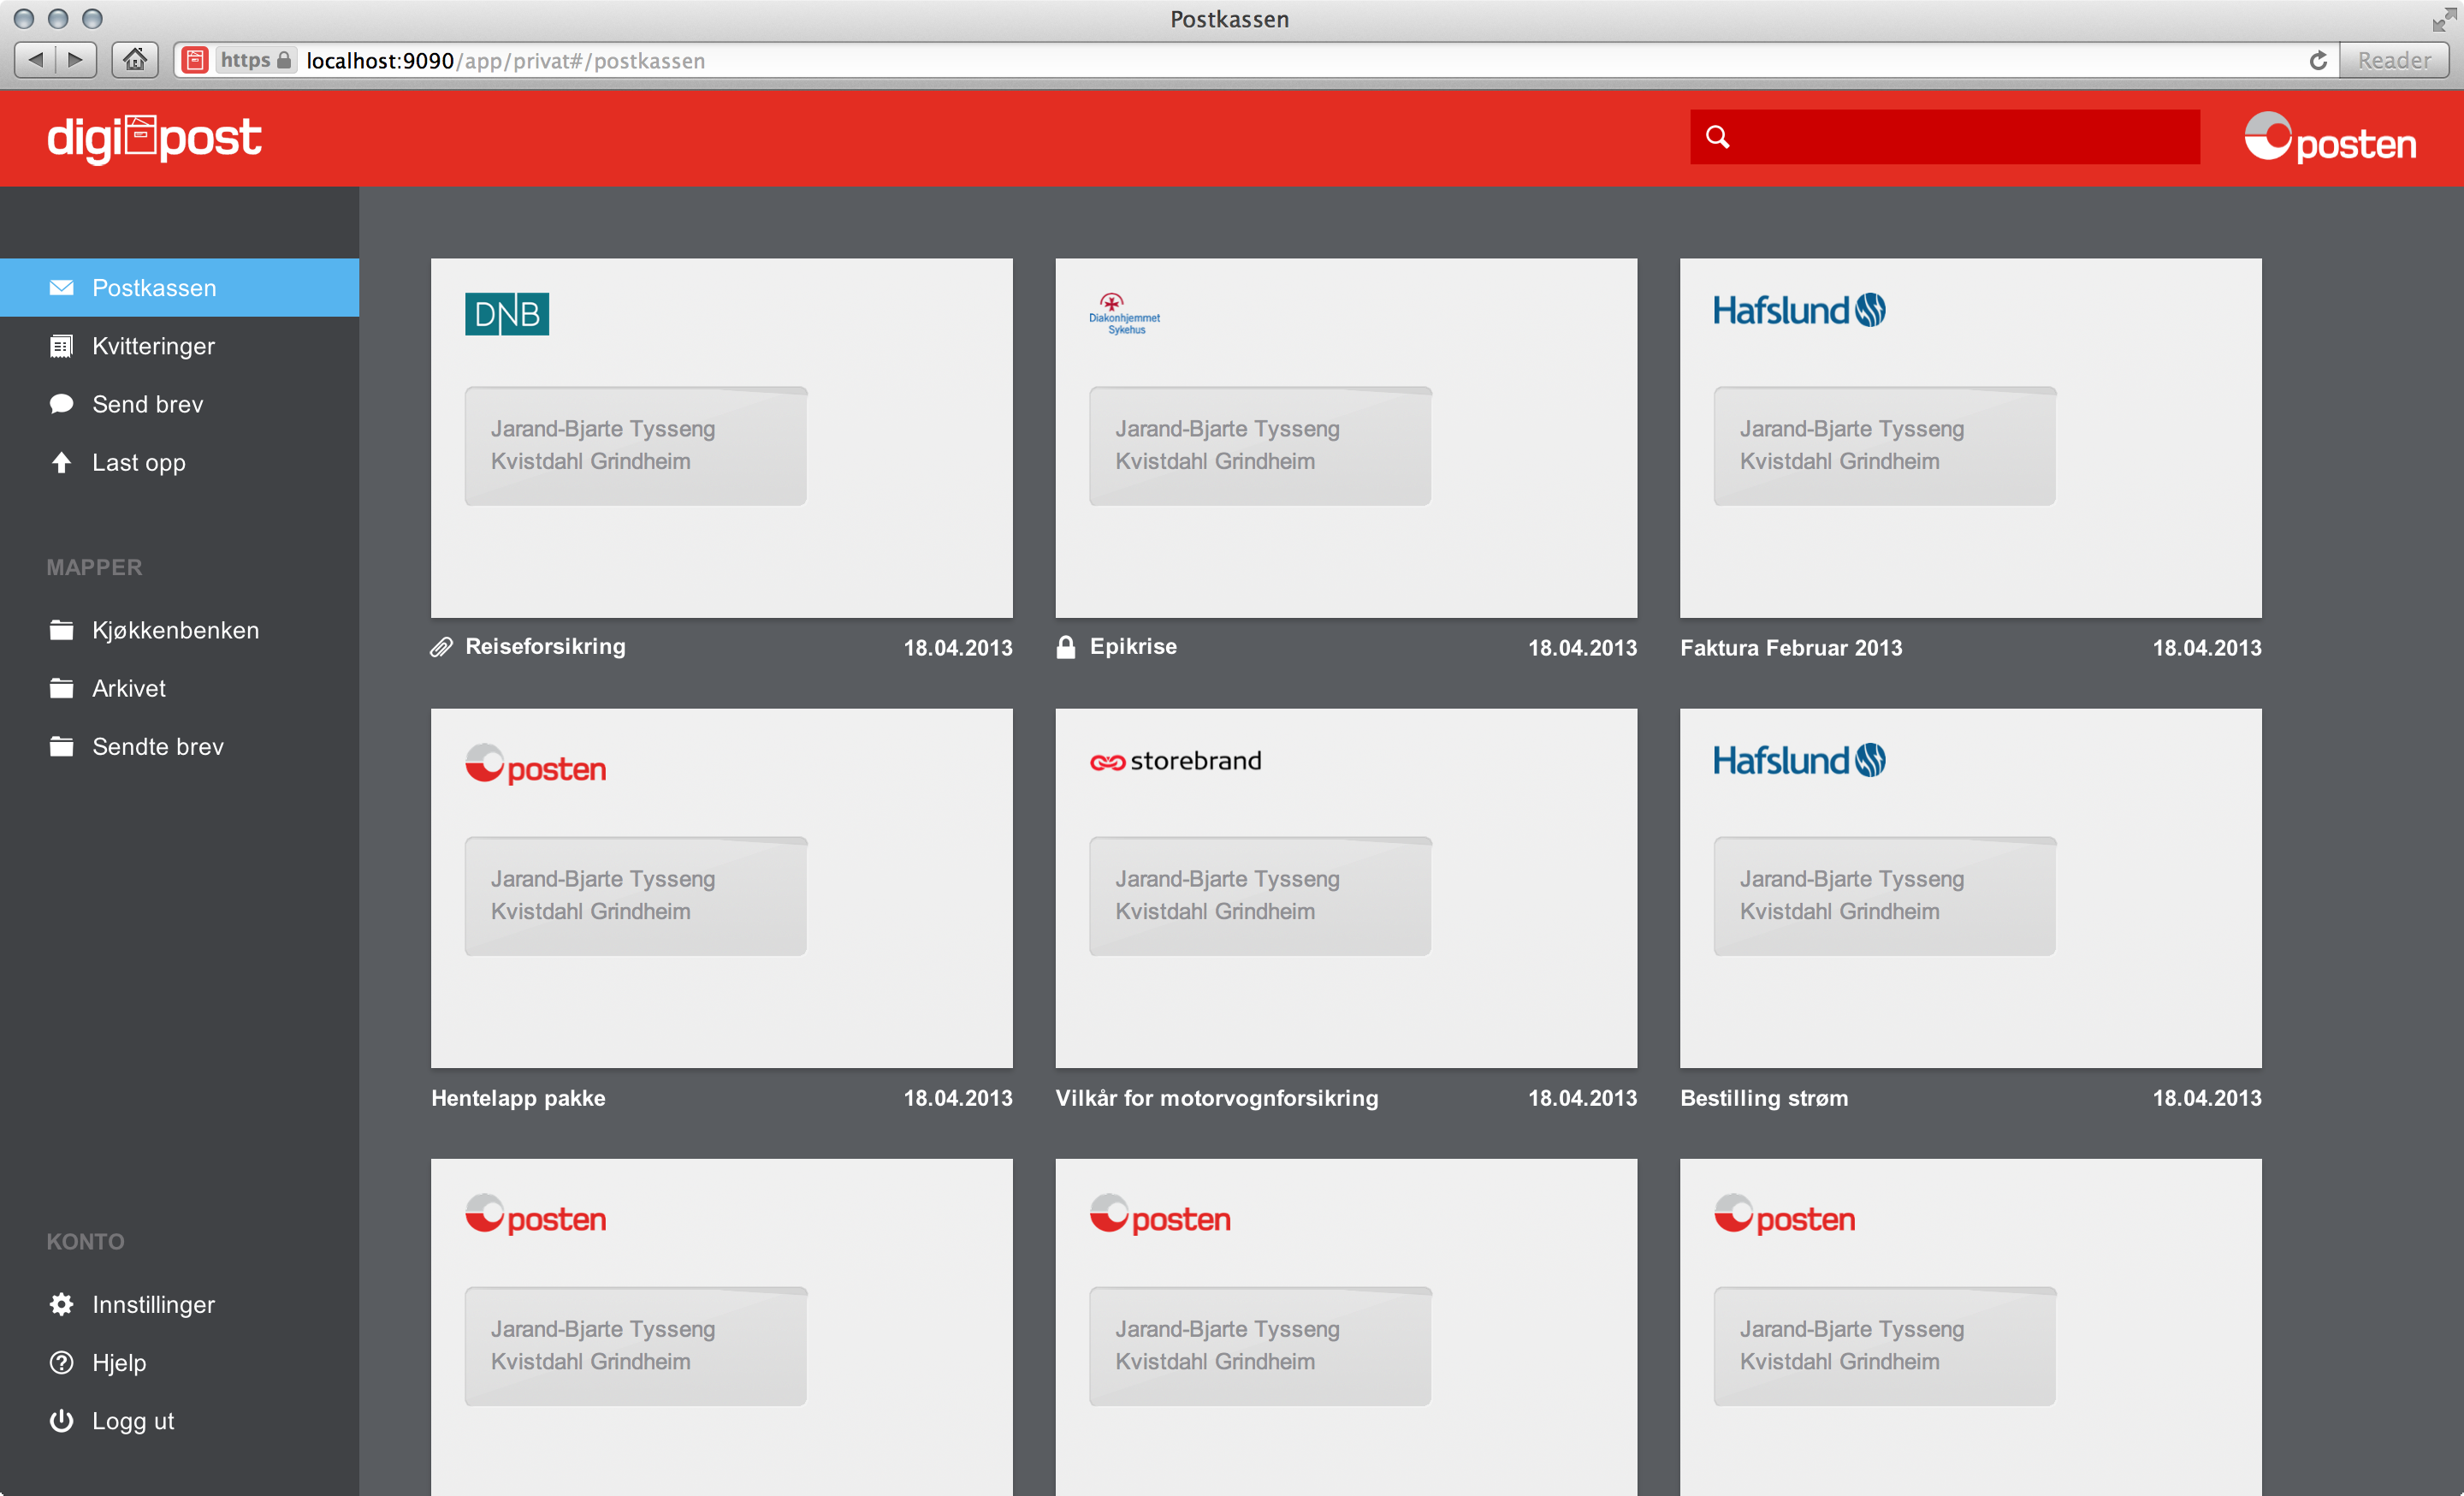 Postkassen
https localhost:9090/app/privat#/postkassen
Reader
digipost
posten
Postkassen
Kvitteringer
Send brev
Last opp
MAPPER
Kjøkkenbenken
Arkivet
Sendte brev
KONTO
Innstillinger
Hjelp
Logg ut
DNB
Jarand-Bjarte Tysseng
Kvistdahl Grindheim
Reiseforsikring 18.04.2013
Diakonhjemmet
Sykehus
Jarand-Bjarte Tysseng
Kvistdahl Grindheim
Epikrise 18.04.2013
Hafslund
Jarand-Bjarte Tysseng
Kvistdahl Grindheim
Faktura Februar 2013 18.04.2013
posten
Jarand-Bjarte Tysseng
Kvistdahl Grindheim
Hentelapp pakke 18.04.2013
storebrand
Jarand-Bjarte Tysseng
Kvistdahl Grindheim
Vilkår for motorvognforsikring 18.04.2013
Hafslund
Jarand-Bjarte Tysseng
Kvistdahl Grindheim
Bestilling strøm 18.04.2013
posten
Jarand-Bjarte Tysseng
Kvistdahl Grindheim
posten
Jarand-Bjarte Tysseng
Kvistdahl Grindheim
posten
Jarand-Bjarte Tysseng
Kvistdahl Grindheim